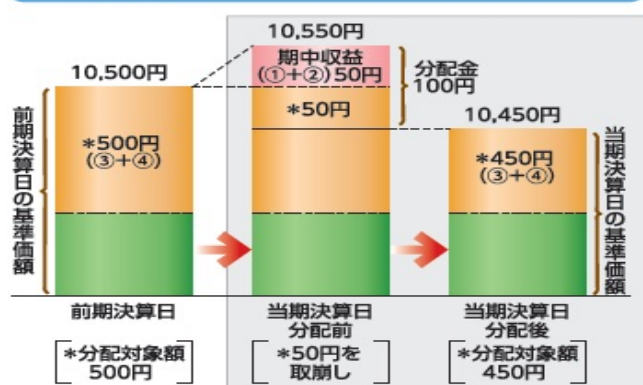 10,550円
10,500円
期中収益
(①+②)50円
分配金
100円
*50円
10,450円
前期決算日の基準価額
*500円
(③+④)
*450円
(③+④)
当期決算日の基準価額
前期決算日
当期決算日
分配前
当期決算日
分配後
*分配対象額
500円
*50円を
取崩し
*分配対象額
450円